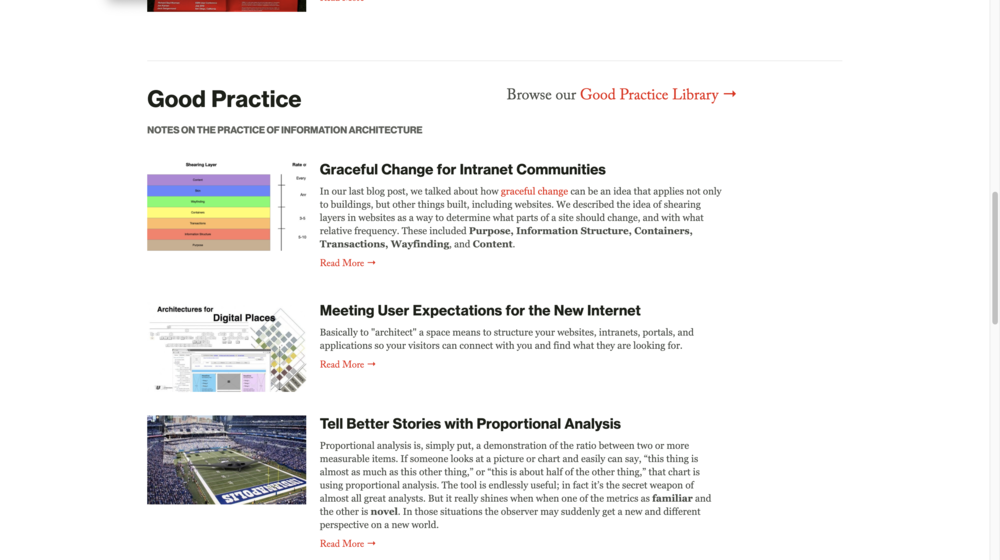 Good Practice
Browse our Good Practice Library →
NOTES ON THE PRACTICE OF INFORMATION ARCHITECTURE
Shearing Layer
Rate o
Every
Content
Skin
Wayfinding
Containers
Transactions
Information Structure
Purpose
Graceful Change for Intranet Communities
In our last blog post, we talked about how graceful change can be an idea that applies not only
to buildings, but other things built, including websites. We described the idea of shearing
layers in websites as a way to determine what parts of a site should change, and with what
relative frequency. These included Purpose, Information Structure, Containers,
Transactions, Wayfinding, and Content.
Read More →
Architectures for
Digital Places
Meeting User Expectations for the New Internet
Basically to "architect" a space means to structure your websites, intranets, portals, and
applications so your visitors can connect with you and find what they are looking for.
Read More →
INDIANAPOLIS
Tell Better Stories with Proportional Analysis
Proportional analysis is, simply put, a demonstration of the ratio between two or more
measurable items. If someone looks at a picture or chart and easily can say, “this thing is
almost as much as this other thing,” or “this is about half of the other thing,” that chart is
using proportional analysis. The tool is endlessly useful; in fact it’s the secret weapon of
almost all great analysts. But it really shines when when one of the metrics as familiar and
the other is novel. In those situations the observer may suddenly get a new and different
perspective on a new world.
Read More →